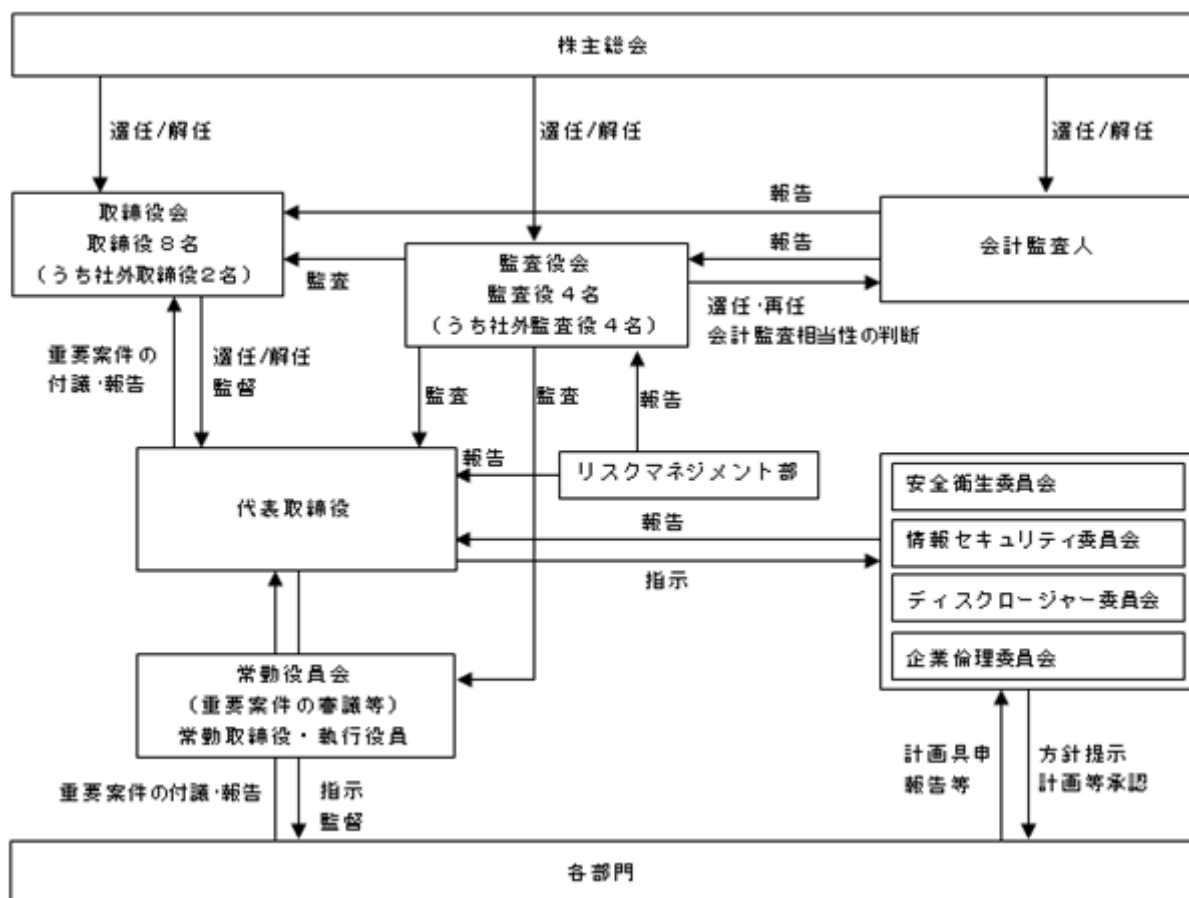 株主総会
選任/解任
選任/解任
選任/解任
取締役会
取締役8名
(うち社外取締役2名)
報告
会計監査人
報告
監査
監査役会
監査役4名
(うち社外監査役4名)
選任・再任
会計監査相当性の判断
重要案件の
付議・報告
選任/解任
監督
監査
監査
報告
代表取締役
報告
リスクマネジメント部
報告
指示
安全衛生委員会
情報セキュリティ委員会
ディスクロージャー委員会
企業倫理委員会
常勤役員会
(重要案件の審議等)
常勤取締役・執行役員
重要案件の付議・報告
指示
監督
計画具申
報告等
方針提示
計画等承認
各部門